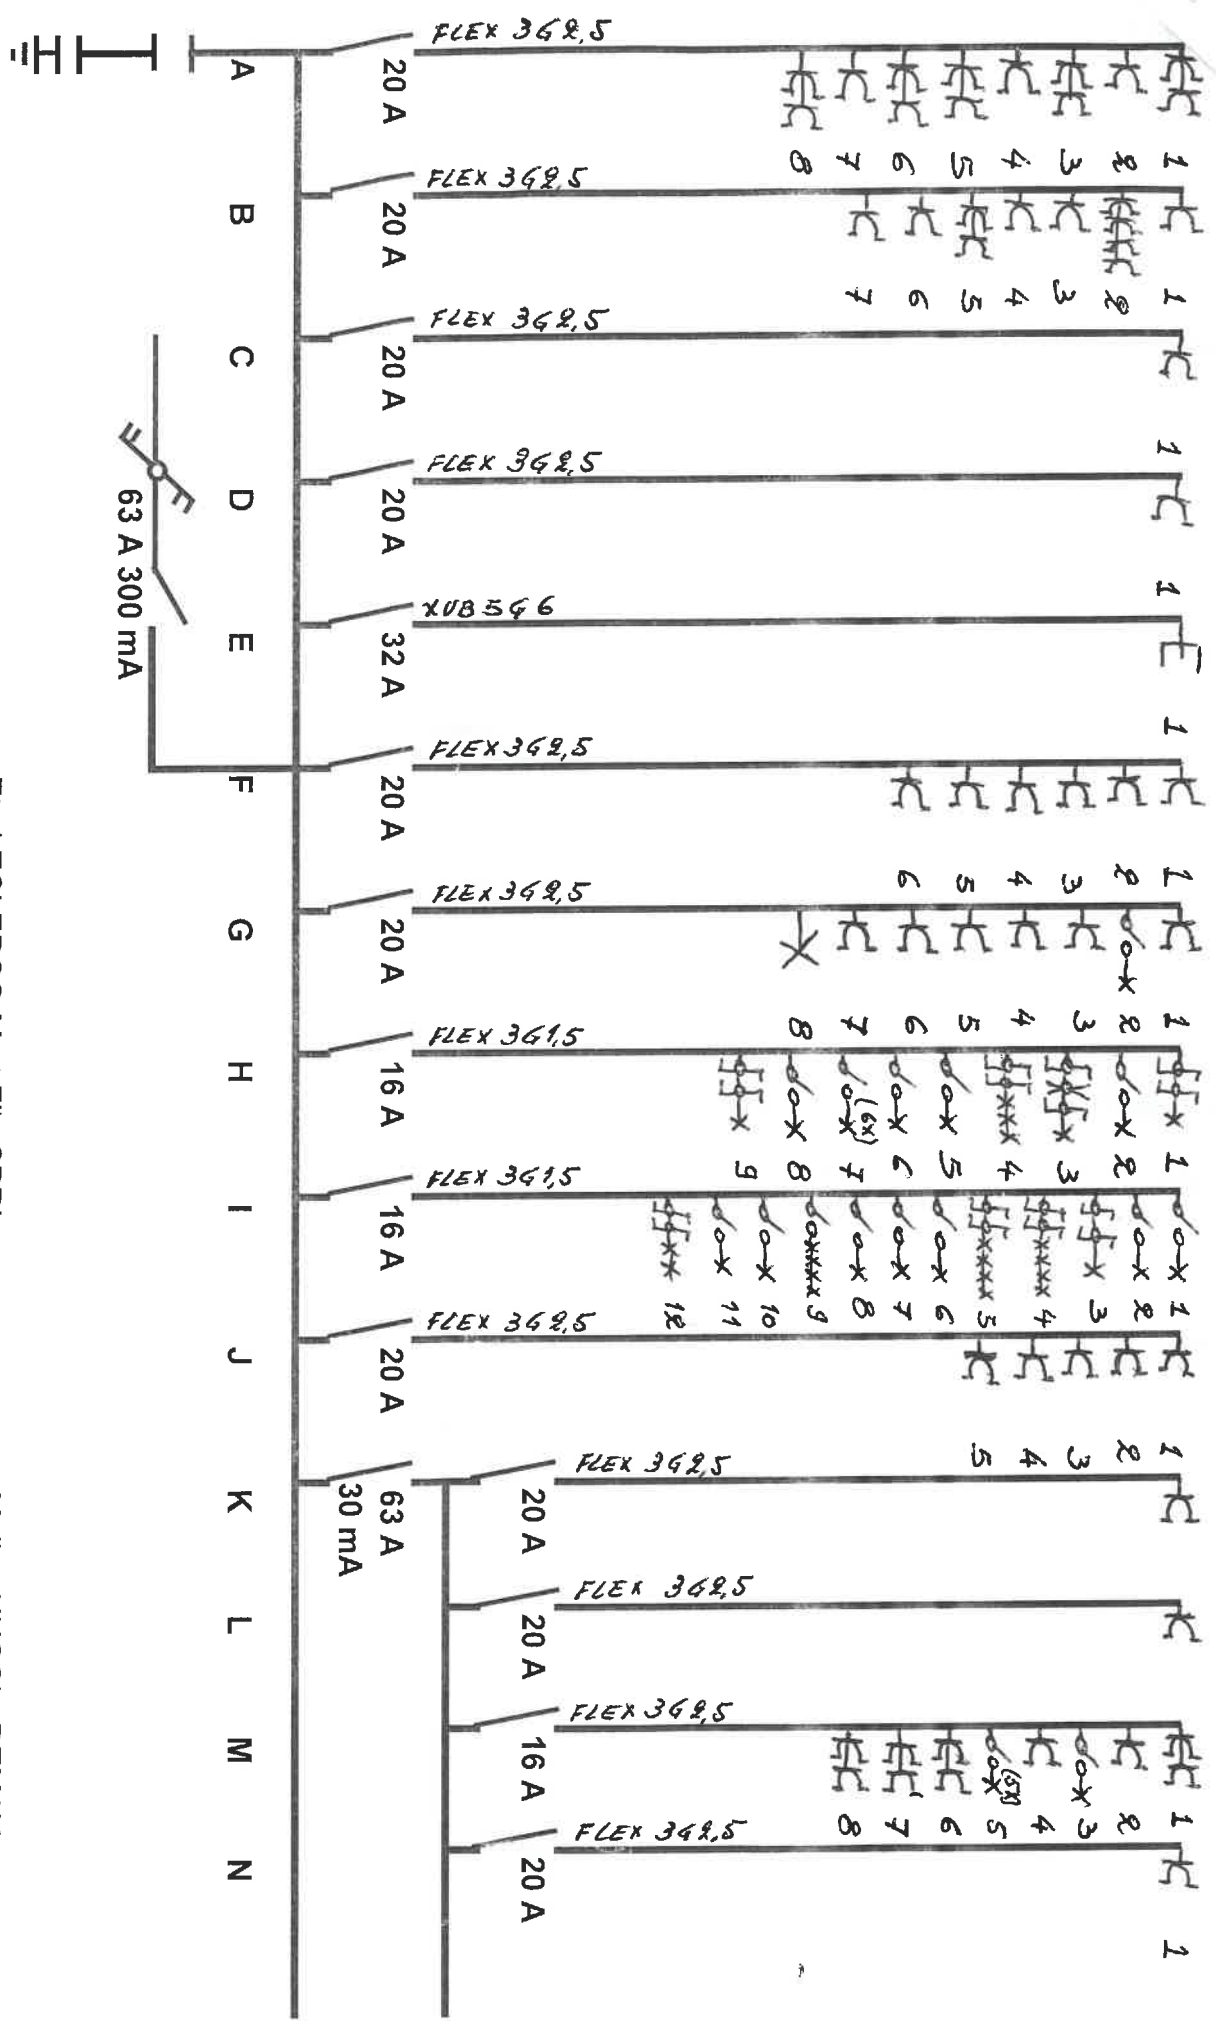 A
20 A
FLEX 3G2,5
8 7 6 5 4 3 2 1
B
20 A
FLEX 3G2,5
7 6 5 4 3 2 1
C
20 A
FLEX 3G2,5
1
D
20 A
FLEX 3G2,5
1
63 A 300 mA
E
32 A
XVB 5G6
1
F
20 A
FLEX 3G2,5
6 5 4 3 2 1
G
20 A
FLEX 3G2,5
8 7 6 5 4 3 2 1
H
16 A
FLEX 3G1,5
(6x)
9 8 7 6 5 4 3 2 1
I
16 A
FLEX 3G1,5
12 11 10 9 8 7 6 5 4 3 2 1
J
20 A
FLEX 3G2,5
5 4 3 2 1
K
63 A
30 mA
20 A
FLEX 3G2,5
L
20 A
FLEX 3G2,5
M
16 A
FLEX 3G2,5
(5x)
8 7 6 5 4 3 2 1
N
20 A
FLEX 3G2,5
1